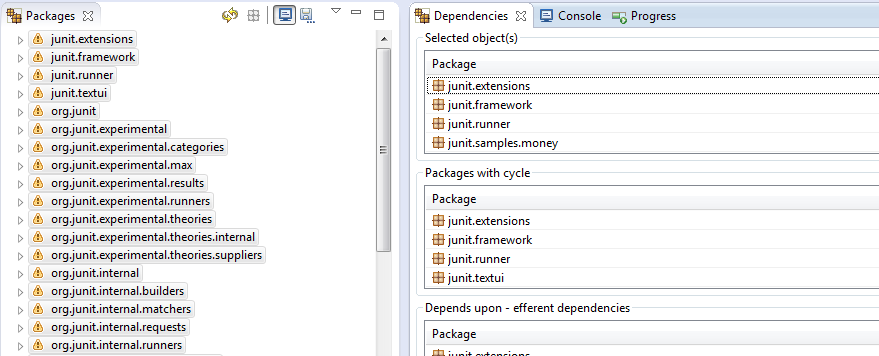 Packages
junit.extensions
junit.framework
junit.runner
junit.textui
org.junit
org.junit.experimental
org.junit.experimental.categories
org.junit.experimental.max
org.junit.experimental.results
org.junit.experimental.runners
org.junit.experimental.theories
org.junit.experimental.theories.internal
org.junit.experimental.theories.suppliers
org.junit.internal
org.junit.internal.builders
org.junit.internal.matchers
org.junit.internal.requests
org.junit.internal.runners
Dependencies Console Progress
Selected object(s)
Package
junit.extensions
junit.framework
junit.runner
junit.samples.money
Packages with cycle
Package
junit.extensions
junit.framework
junit.runner
junit.textui
Depends upon - efferent dependencies
Package
junit.extensions